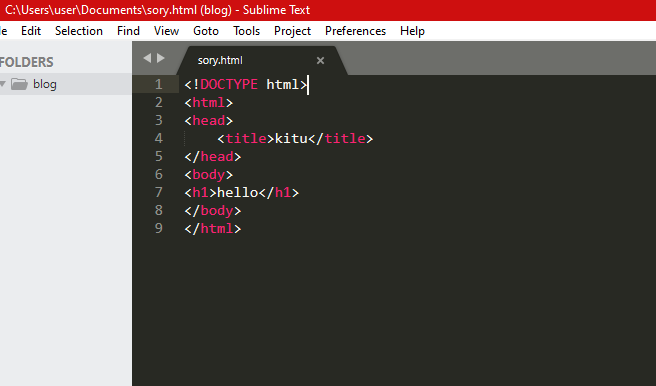 C:\Users\user\Documents\sory.html (blog) - Sublime Text
Edit Selection Find View Goto Tools Project Preferences Help
FOLDERS
blog
sory.html ×
1 <!DOCTYPE html>
2 <html>
3 <head>
4     <title>kitu</title>
5 </head>
6 <body>
7 <h1>hello</h1>
8 </body>
9 </html>